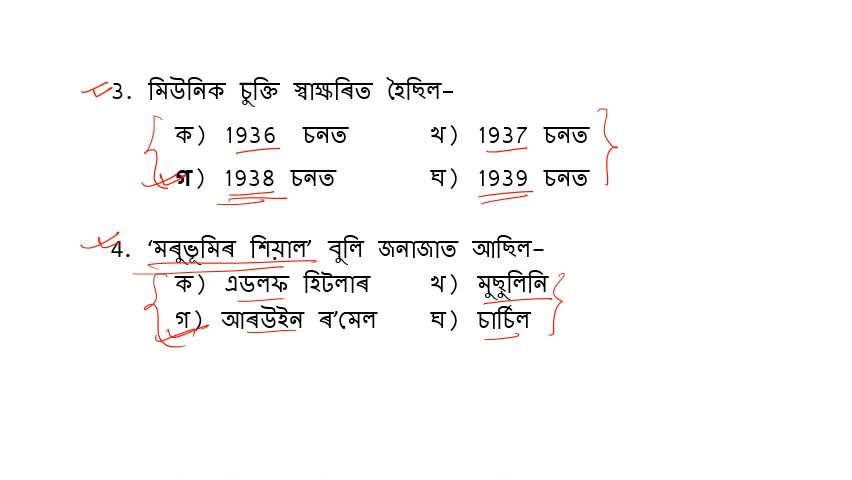 3. মিউনিক চুক্তি স্বাক্ষৰিত হৈছিল-
ক) 1936 চনত খ) 1937 চনত
গ) 1938 চনত ঘ) 1939 চনত
4. ‘মৰুভূমিৰ শিয়াল’ বুলি জনাজাত আছিল-
ক) এডলফ হিটলাৰ খ) মুছুলিনি
গ) আৰউইন ৰ’মেল ঘ) চাৰ্চিল